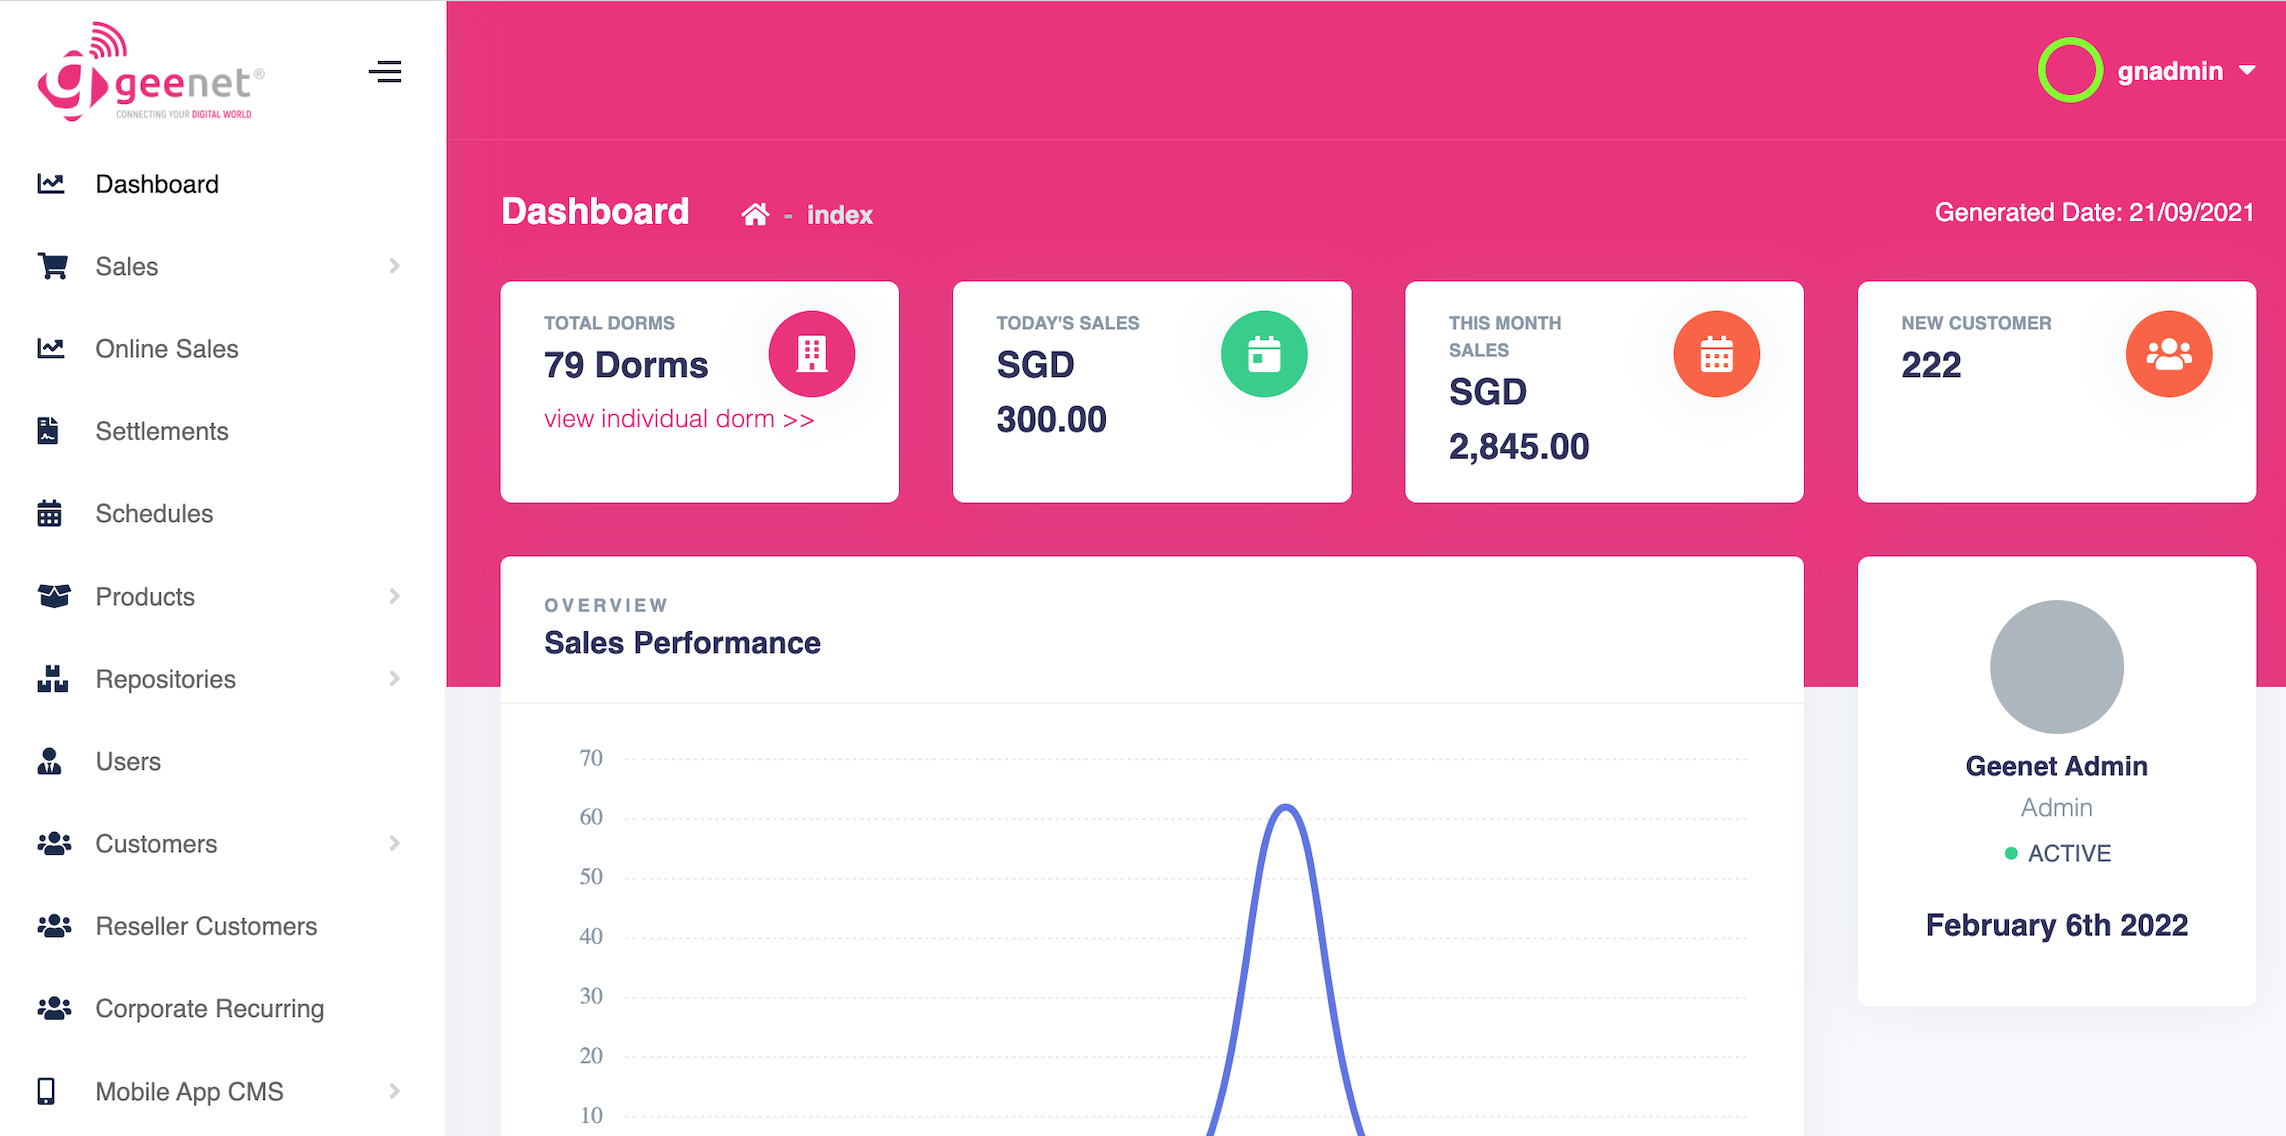 geenet®
CONNECTING YOUR DIGITAL WORLD
gnadmin
Dashboard
Sales
Online Sales
Settlements
Schedules
Products
Repositories
Users
Customers
Reseller Customers
Corporate Recurring
Mobile App CMS
Dashboard - index
Generated Date: 21/09/2021
TOTAL DORMS
79 Dorms
view individual dorm >>
TODAY'S SALES
SGD
300.00
THIS MONTH
SALES
SGD
2,845.00
NEW CUSTOMER
222
OVERVIEW
Sales Performance
70
60
50
40
30
20
10
Geenet Admin
Admin
ACTIVE
February 6th 2022